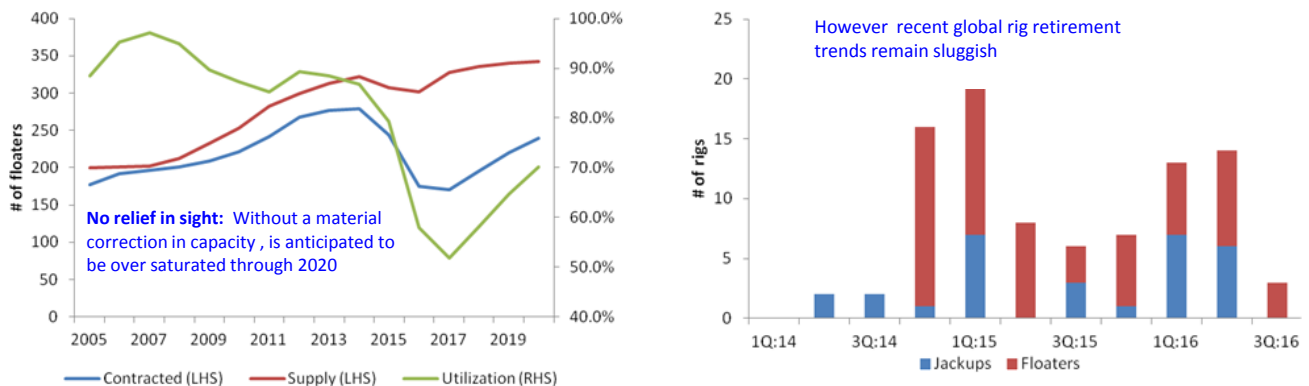 400
350
300
250
200
150
100
50
0
# of floaters
100.0%
90.0%
80.0%
70.0%
60.0%
50.0%
40.0%
No relief in sight: Without a material
correction in capacity , is anticipated to
be over saturated through 2020
2005 2007 2009 2011 2013 2015 2017 2019
Contracted (LHS) Supply (LHS) Utilization (RHS)
25
20
15
10
5
0
# of rigs
However recent global rig retirement
trends remain sluggish
1Q:14 3Q:14 1Q:15 3Q:15 1Q:16 3Q:16
Jackups Floaters